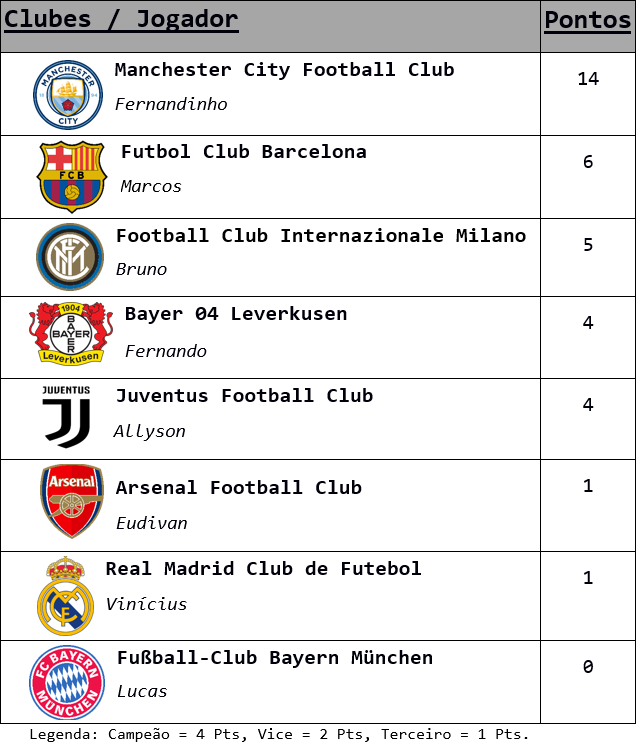 Clubes / Jogador
Pontos
MANCHESTER
18 94
CITY
Manchester City Football Club
14
Fernandinho
FCB
Futbol Club Barcelona
6
Marcos
Football Club Internazionale Milano
5
Bruno
1904
BAYER
BAYER
Leverkusen
Bayer 04 Leverkusen
4
Fernando
JUVENTUS
Juventus Football Club
4
Allyson
Arsenal
Arsenal Football Club
1
Eudivan
Real Madrid Club de Futebol
1
Vinícius
FC BAYERN
MÜNCHEN
Fußball-Club Bayern München
0
Lucas
Legenda: Campeão = 4 Pts, Vice = 2 Pts, Terceiro = 1 Pts.